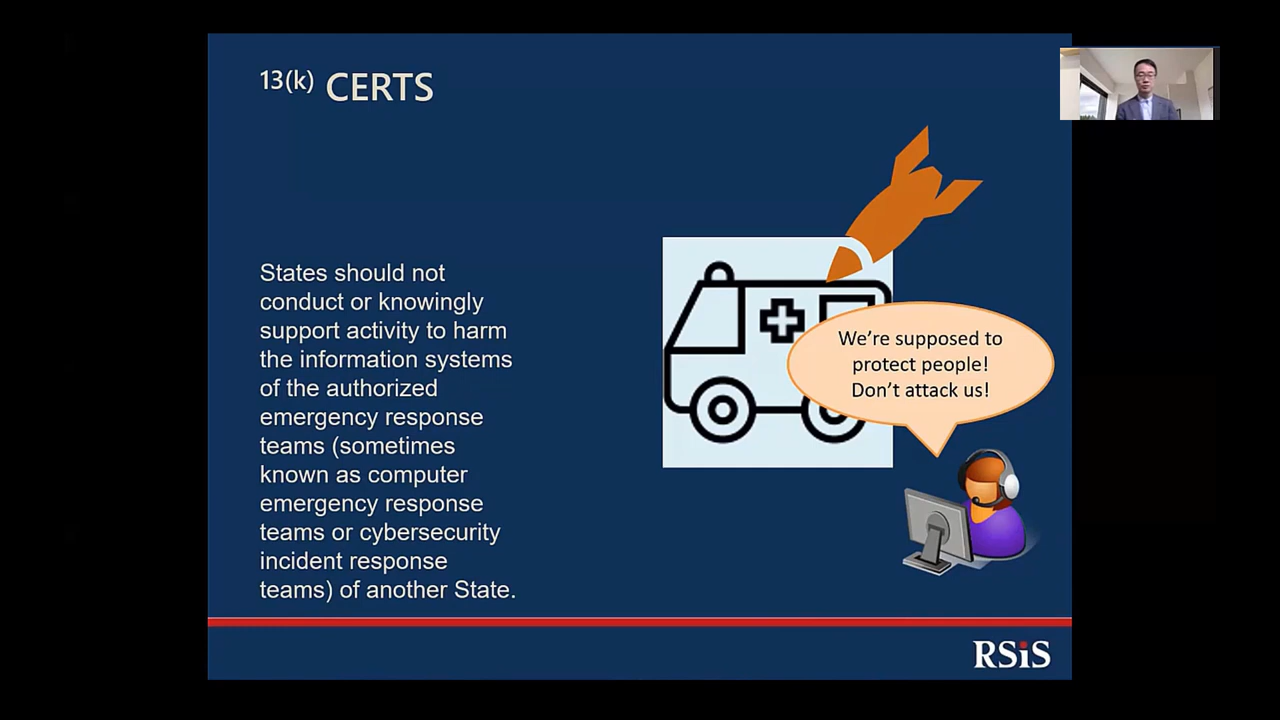 13(k) CERTS
States should not
conduct or knowingly
support activity to harm
the information systems
of the authorized
emergency response
teams (sometimes
known as computer
emergency response
teams or cybersecurity
incident response
teams) of another State.
We’re supposed to
protect people!
Don’t attack us!
RSiS